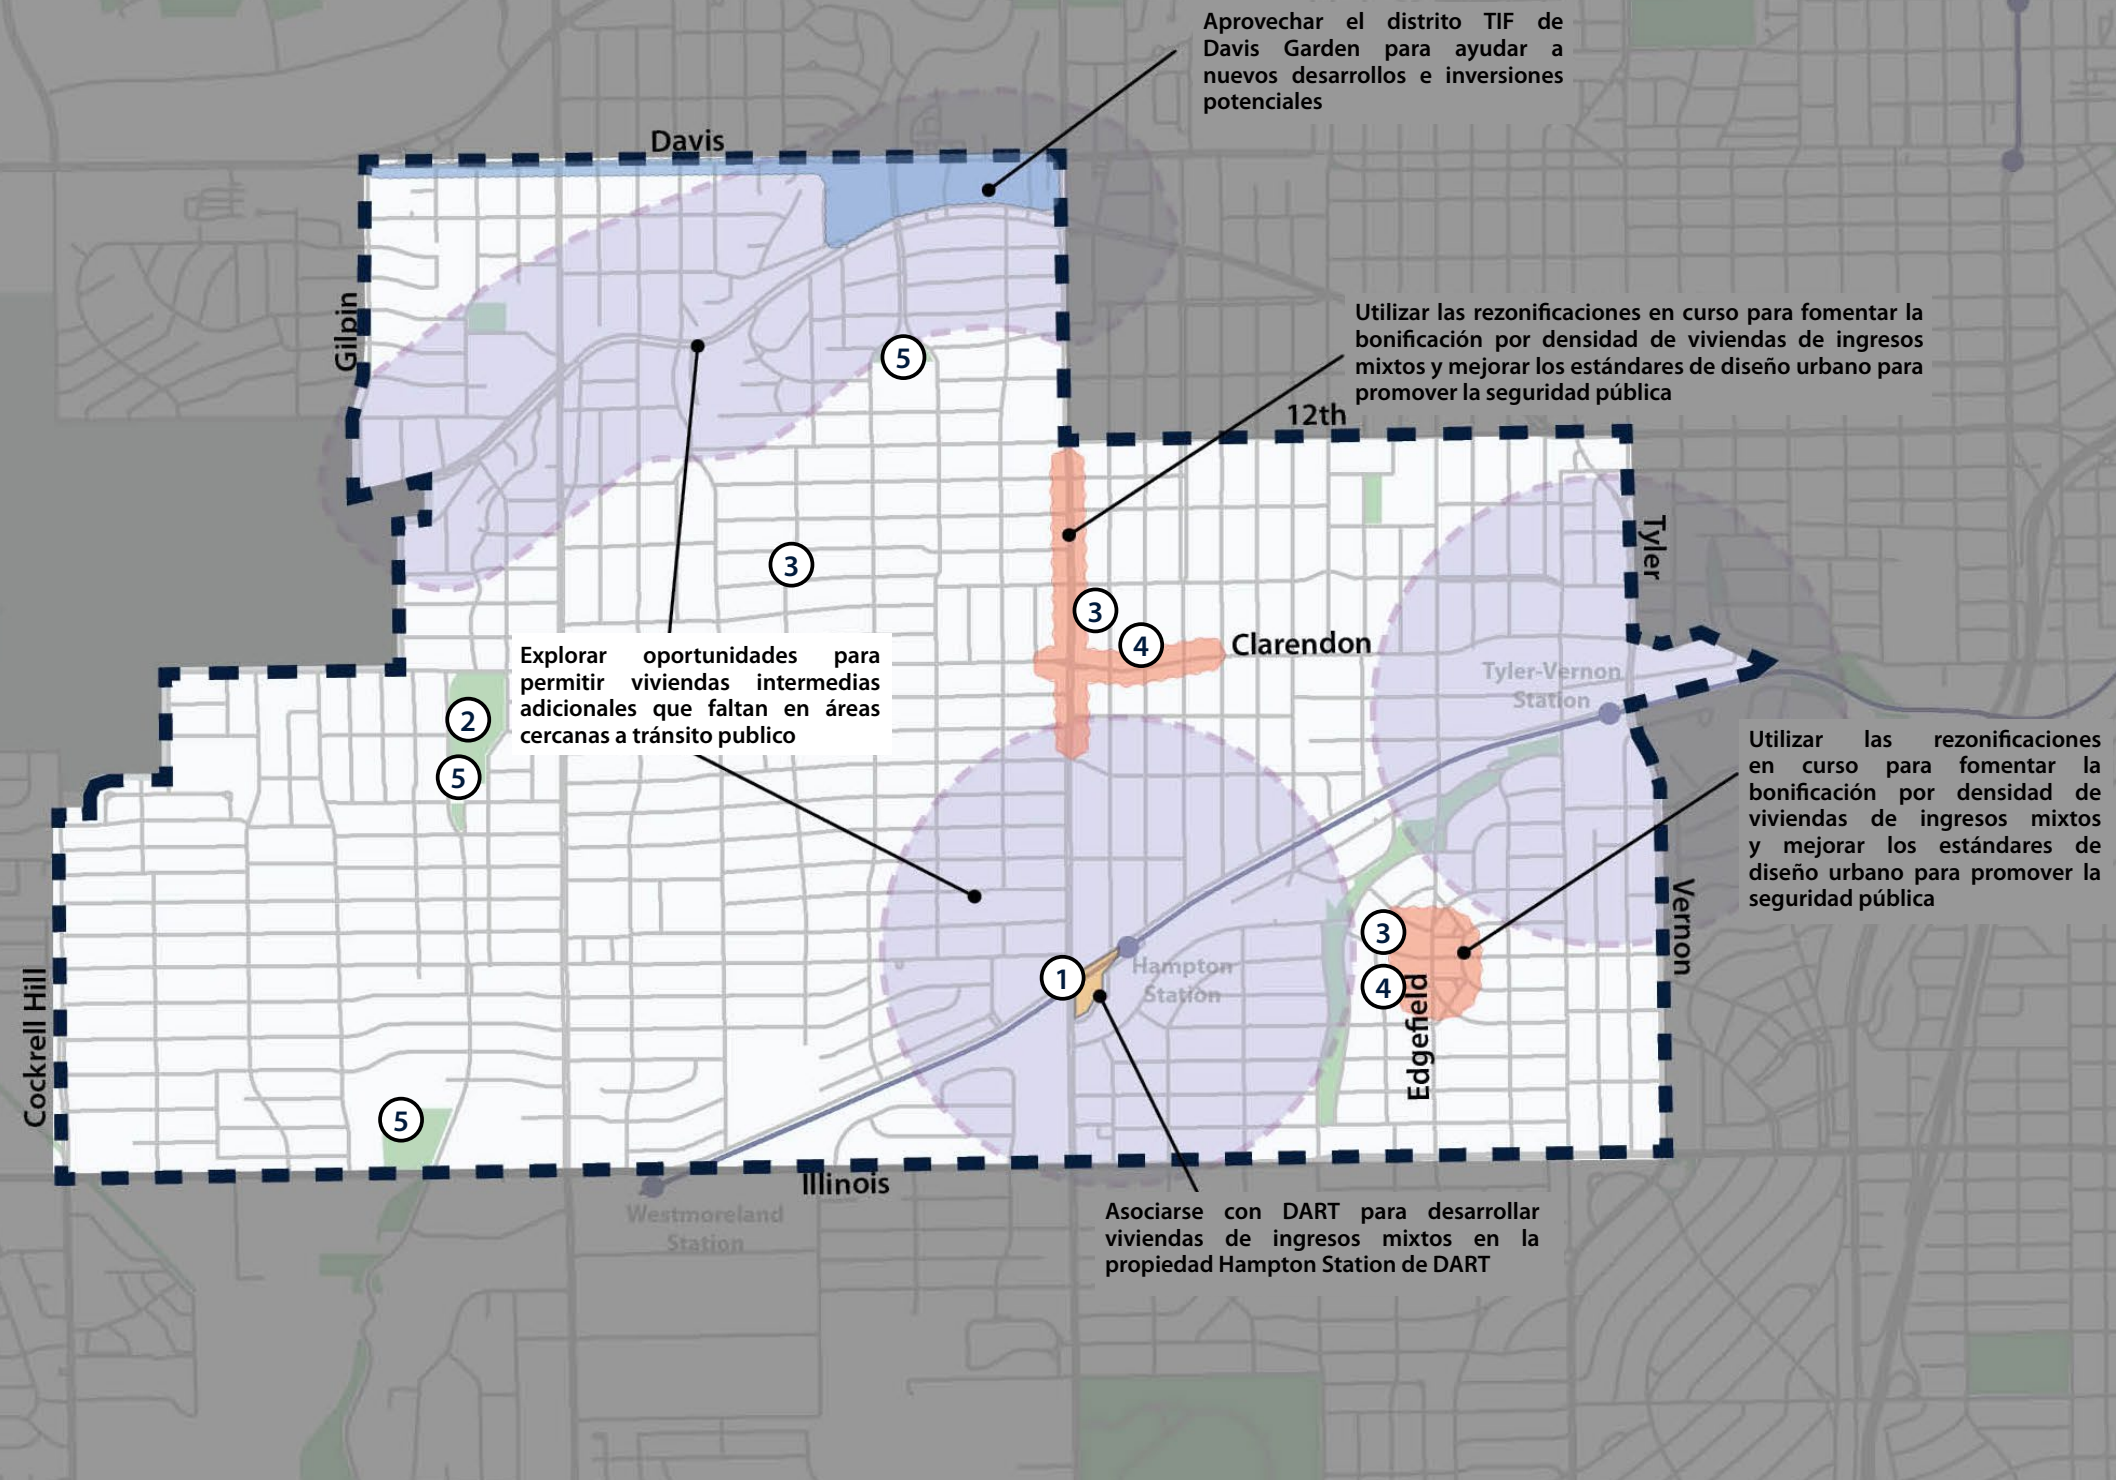 Aprovechar el distrito TIF de
Davis Garden para ayudar a
nuevos desarrollos e inversiones
potenciales
Davis
Gilpin
Utilizar las rezonificaciones en curso para fomentar la
bonificación por densidad de viviendas de ingresos
mixtos y mejorar los estándares de diseño urbano para
promover la seguridad pública
5
12th
Tyler
3
3
4
Clarendon
Explorar oportunidades para
permitir viviendas intermedias
adicionales que faltan en áreas
cercanas a tránsito publico
Tyler-Vernon
Station
2
5
Utilizar las rezonificaciones
en curso para fomentar la
bonificación por densidad de
viviendas de ingresos mixtos
y mejorar los estándares de
diseño urbano para promover la
seguridad pública
Vernon
3
4
Edgefield
1
Hampton
Station
Cockrell Hill
5
Illinois
Westmoreland
Station
Asociarse con DART para desarrollar
viviendas de ingresos mixtos en la
propiedad Hampton Station de DART